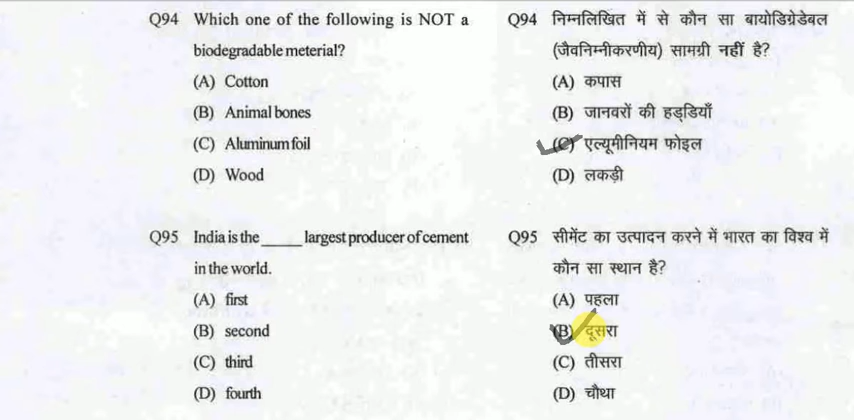 Q94 Which one of the following is NOT a
biodegradable meterial?
(A) Cotton
(B) Animal bones
(C) Aluminum foil
(D) Wood
Q95 India is the _____ largest producer of cement
in the world.
(A) first
(B) second
(C) third
(D) fourth
Q94 निम्नलिखित में से कौन सा बायोडिग्रेडेबल
(जैवनिम्नीकरणीय) सामग्री नहीं है?
(A) कपास
(B) जानवरों की हड्डियाँ
(C) एल्यूमीनियम फोइल
(D) लकड़ी
Q95 सीमेंट का उत्पादन करने में भारत का विश्व में
कौन सा स्थान है?
(A) पहला
(B) दूसरा
(C) तीसरा
(D) चौथा